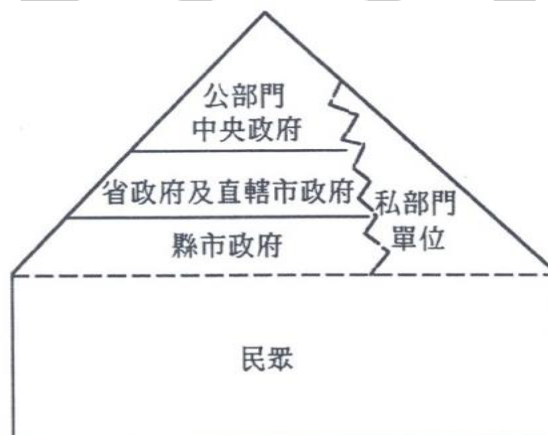 公部門
中央政府
省政府及直轄市政府
私部門
單位
縣市政府
民眾